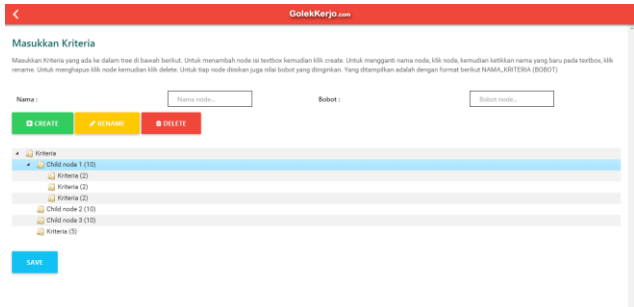 GolekKerjo.com
Masukkan Kriteria
Masukkan Kriteria yang ada ke dalam tree di dalam bawah berikut. Untuk menambah node isi textbox kemudian klik create. Untuk mengganti nama node, klik node, kemudian ketikkan nama yang baru pada textbox, klik
rename. Untuk menghapus klik node kemudian klik delete. Untuk tiap node diisikan juga nilai bobot yang diinginkan. Yang ditampilkan adalah dengan format berikut NAMA_KRITERIA (BOBOT)
Nama : Nama node.. Bobot : Bobot node..
CREATE RENAME DELETE
Kriteria
Child node 1 (10)
Kriteria (2)
Kriteria (2)
Kriteria (2)
Child node 2 (10)
Child node 3 (10)
Kriteria (5)
SAVE